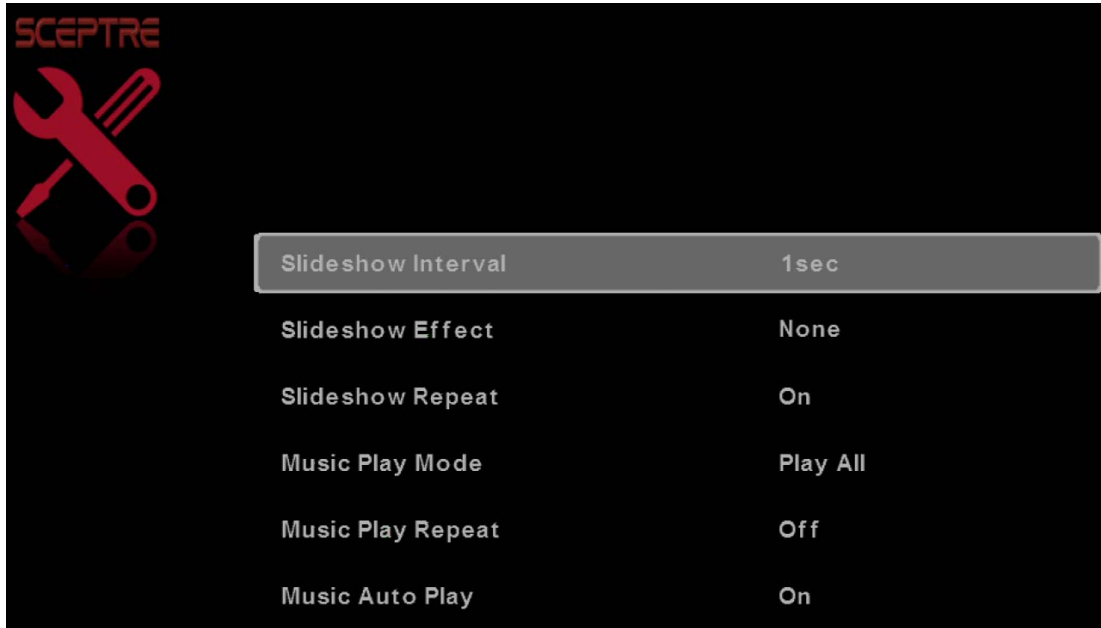 SCEPTRE
Slideshow Interval 1sec
Slideshow Effect None
Slideshow Repeat On
Music Play Mode Play All
Music Play Repeat Off
Music Auto Play On